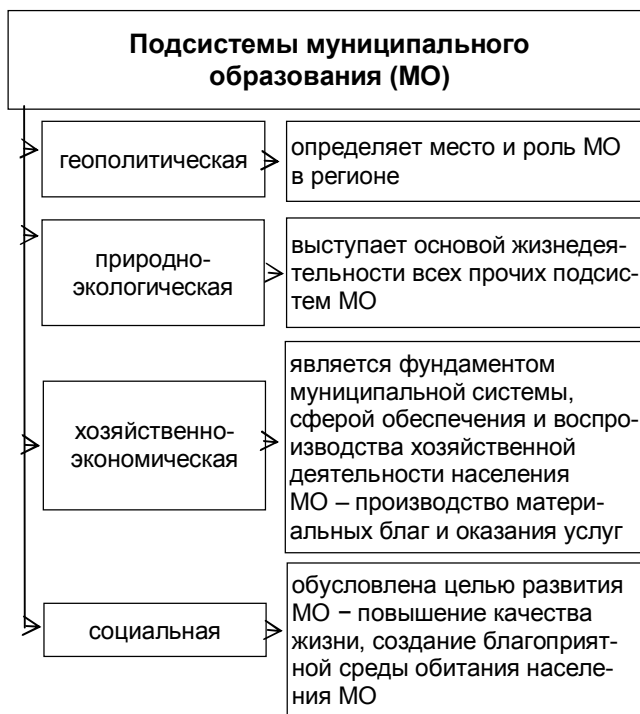 Подсистемы муниципального
образования (МО)
геополитическая
определяет место и роль МО
в регионе
природно-
экологическая
выступает основой жизнедея-
тельности всех прочих подсис-
тем МО
хозяйственно-
экономическая
является фундаментом
муниципальной системы,
сферой обеспечения и воспро-
изводства хозяйственной
деятельности населения
МО – производство матери-
альных благ и оказания услуг
социальная
обусловлена целью развития
МО − повышение качества
жизни, создание благоприят-
ной среды обитания населе-
ния МО